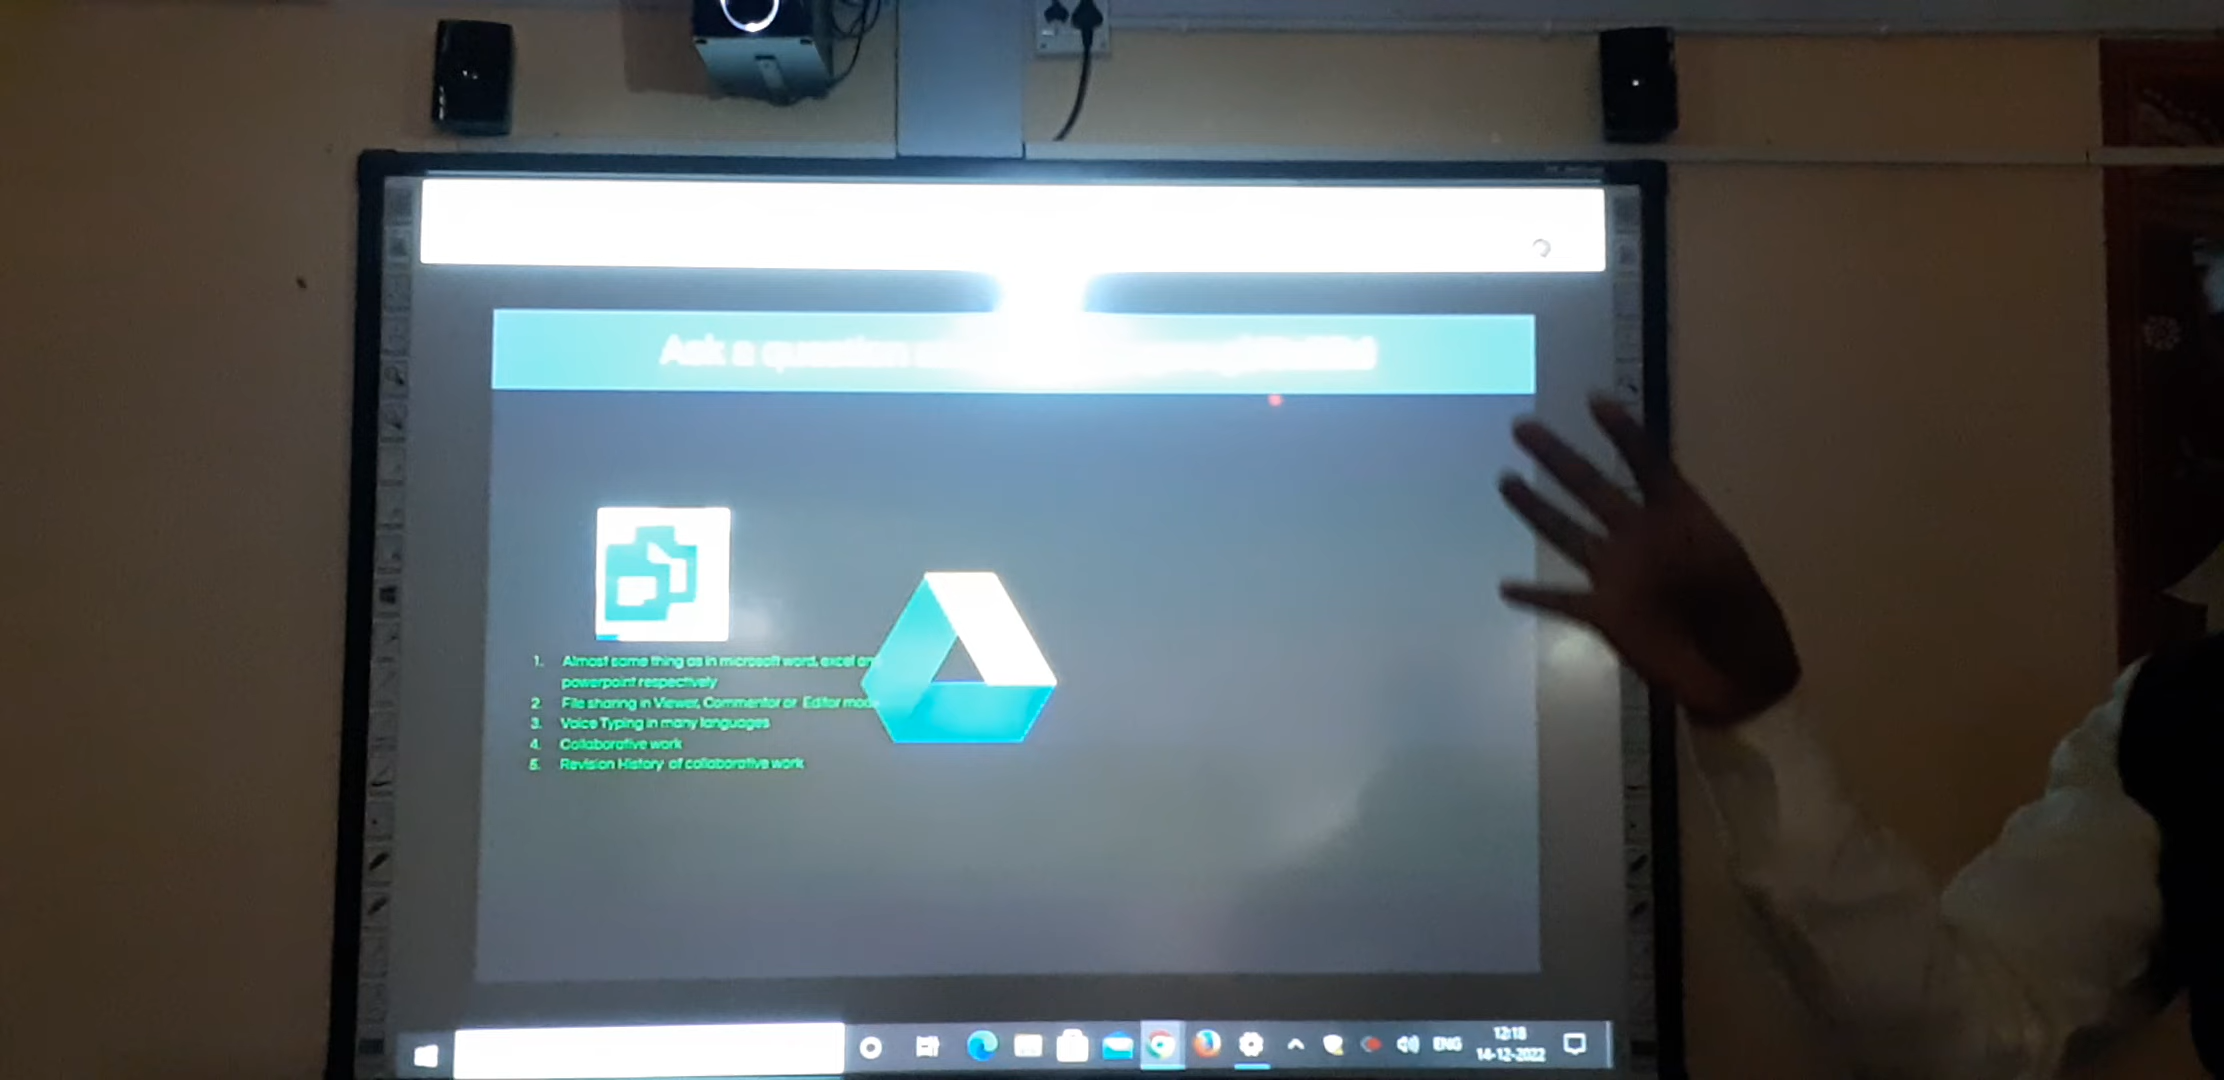 Ask a question
1. Almost same thing as in microsoft word, excel
powerpoint respectively
2. File sharing in Viewer, Commentor or Editor
3. Voice Typing in many languages
4. Collaborative work
5. Revision History of collaborative work
ENG
12:18
14-12-2022